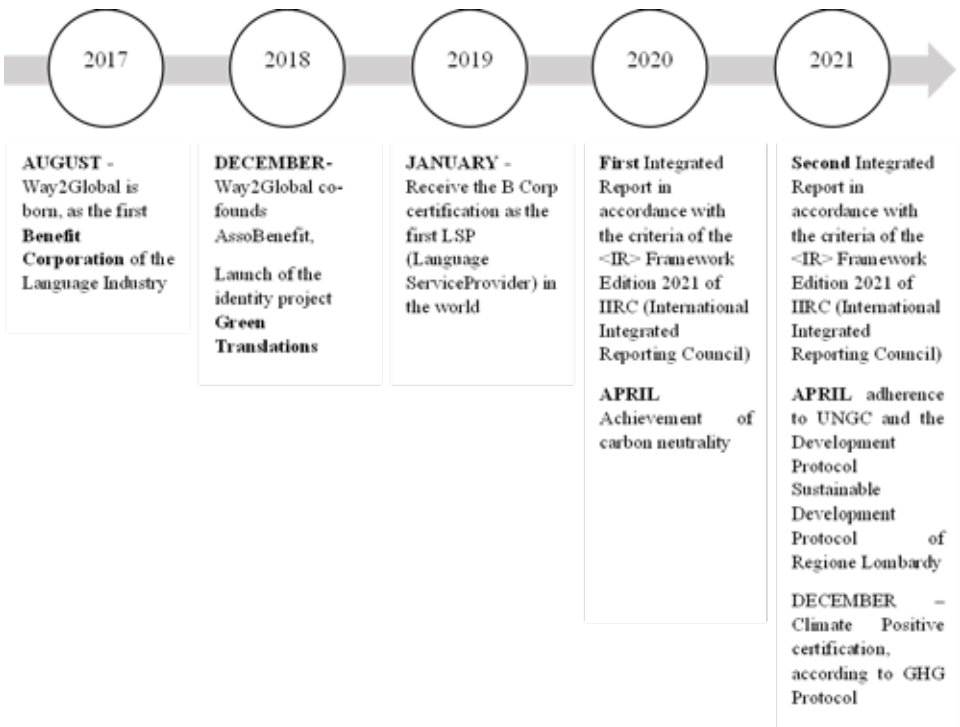 2017
2018
2019
2020
2021
AUGUST -
Way2Global is
born, as the first
Benefit
Corporation of the
Language Industry
DECEMBER-
Way2Global co-
founds
AssoBenefit,
Launch of the
identity project
Green
Translations
JANUARY -
Receive the B Corp
certification as the
first LSP
(Language
ServiceProvider) in
the world
First Integrated
Report in
accordance with
the criteria of the
<IR> Framework
Edition 2021 of
IIRC (International
Integrated
Reporting Council)
APRIL
Achievement of
carbon neutrality
Second Integrated
Report in
accordance with
the criteria of the
<IR> Framework
Edition 2021 of
IIRC (International
Integrated
Reporting Council)
APRIL adherence
to UNGC and the
Development
Protocol
Sustainable
Development
Protocol of
Regione Lombardy
DECEMBER –
Climate Positive
certification,
according to GHG
Protocol